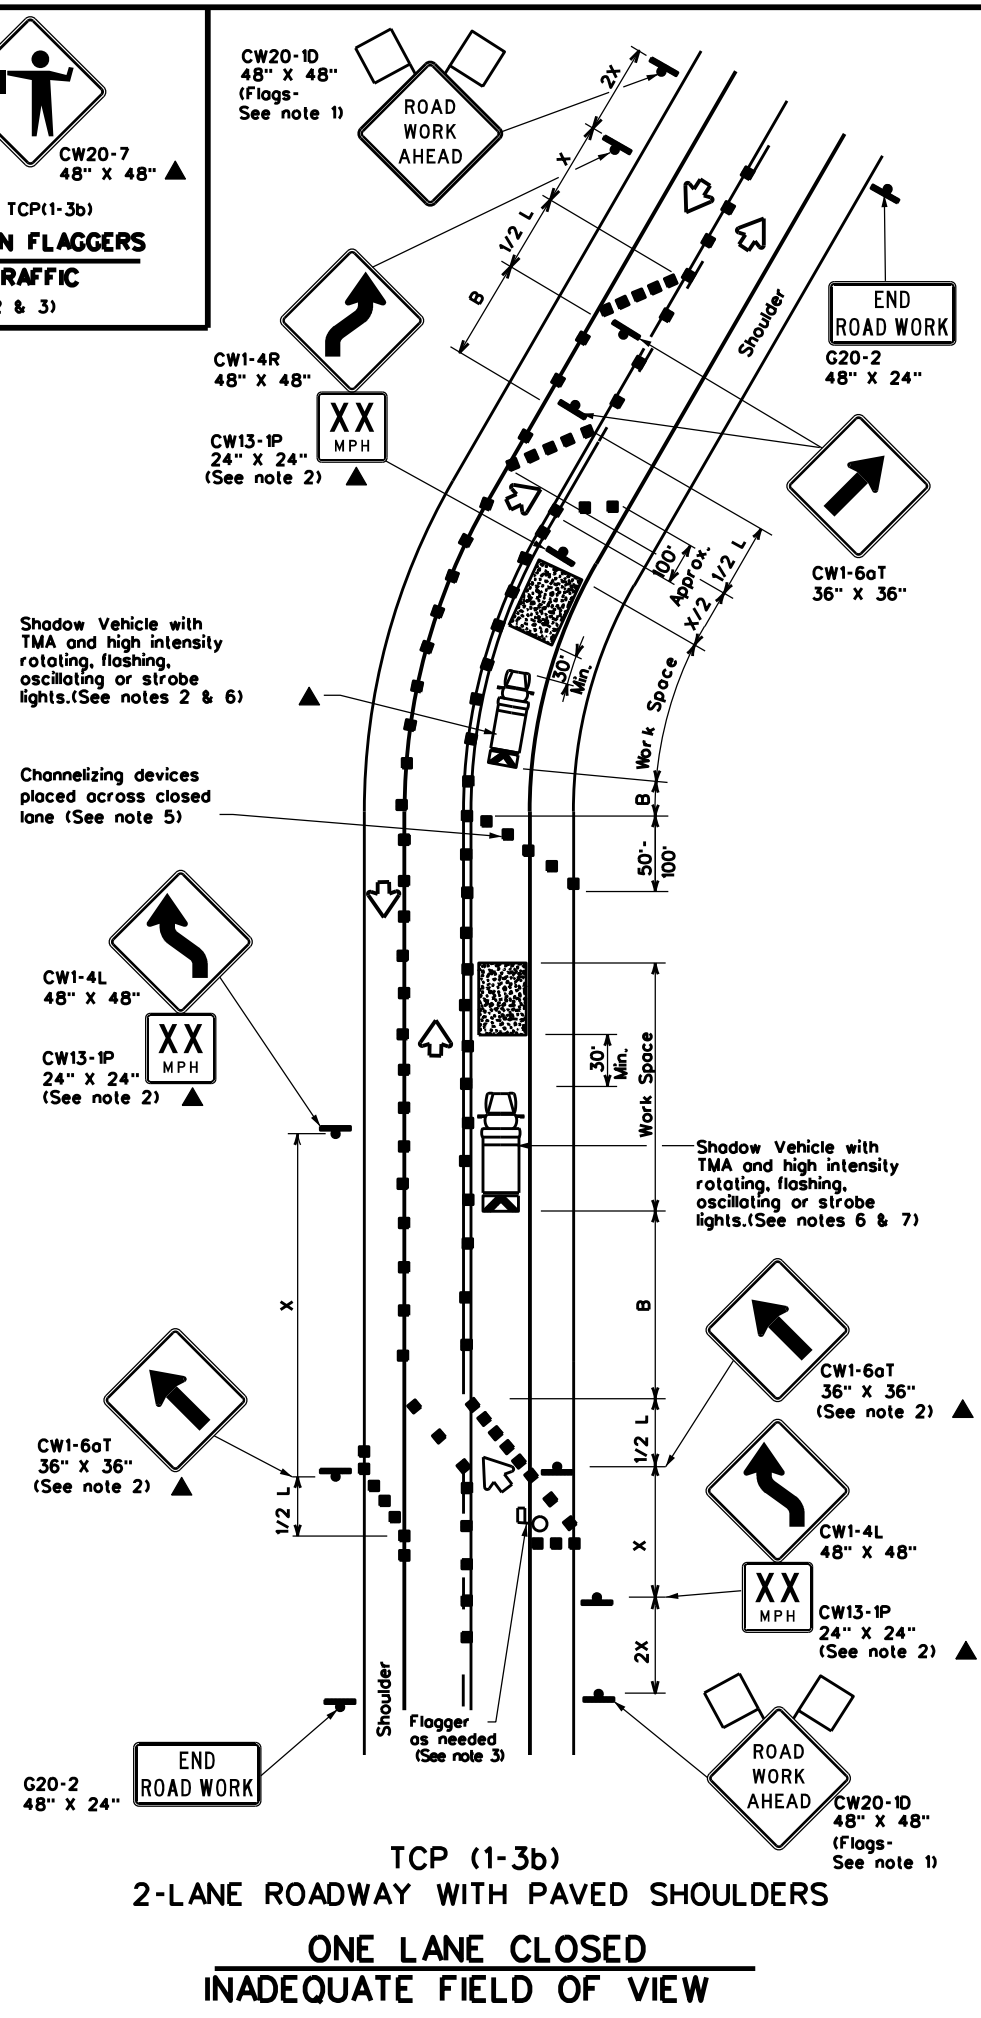 CW20-7
48" X 48"
TCP(1-3b)
N FLAGGERS
RAFFIC
2 & 3)
CW20-1D
48" X 48"
(Flags-
See note 1)
ROAD
WORK
AHEAD
2X
X
1/2 L
B
END
ROAD WORK
G20-2
48" X 24"
Shoulder
CW1-4R
48" X 48"
XX
MPH
CW13-1P
24" X 24"
(See note 2)
CW1-6aT
36" X 36"
100'
Approx.
1/2 L
X/2
30'
Min.
Work Space
B
50'-
100'
Shadow Vehicle with
TMA and high intensity
rotating, flashing,
oscillating or strobe
lights.(See notes 2 & 6)
Channelizing devices
placed across closed
lane (See note 5)
CW1-4L
48" X 48"
XX
MPH
CW13-1P
24" X 24"
(See note 2)
30'
Min.
Work Space
Shadow Vehicle with
TMA and high intensity
rotating, flashing,
oscillating or strobe
lights.(See notes 6 & 7)
X
B
CW1-6aT
36" X 36"
(See note 2)
CW1-6aT
36" X 36"
(See note 2)
1/2 L
1/2 L
X
CW1-4L
48" X 48"
XX
MPH
CW13-1P
24" X 24"
(See note 2)
2X
Shoulder
Flagger
as needed
(See note 3)
END
ROAD WORK
G20-2
48" X 24"
ROAD
WORK
AHEAD
CW20-1D
48" X 48"
(Flags-
See note 1)
TCP (1-3b)
2-LANE ROADWAY WITH PAVED SHOULDERS
ONE LANE CLOSED
INADEQUATE FIELD OF VIEW